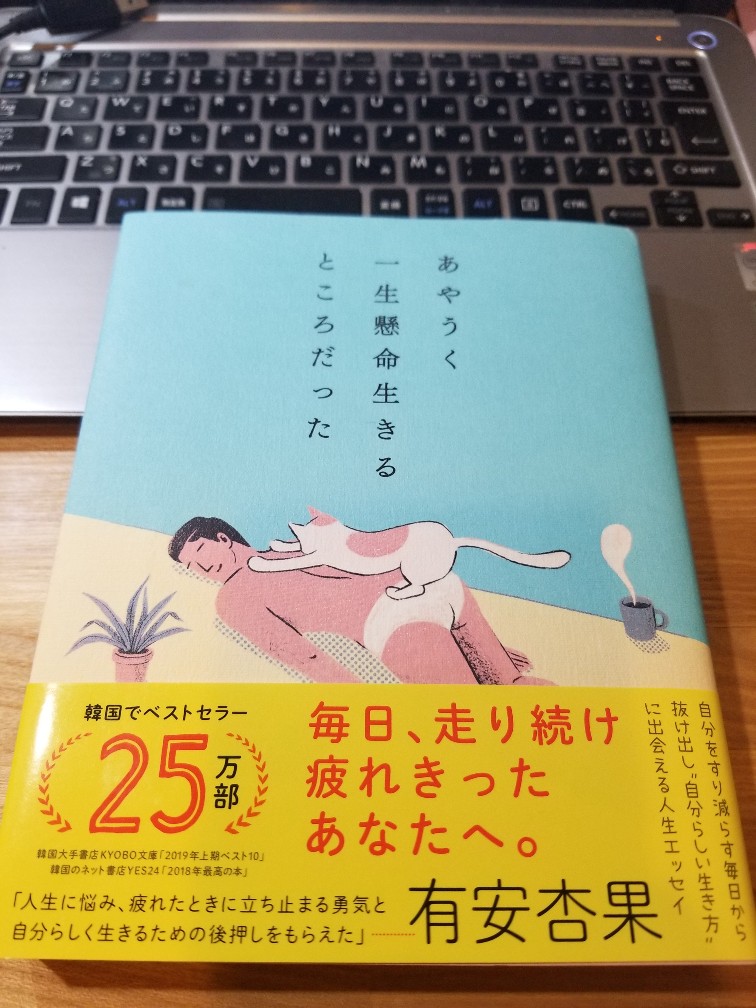 Q W E R T Y U I O P
BACK SPACE
A S D F G H J K L
ENTER
SHIFT
Z X C V B N M
SHIFT
ALT
ALT
CTRL
あやうく
一生懸命生きる
ところだった
韓国でベストセラー
25万部
韓国大手書店KYOBO文庫「2019年上期ベスト10」
韓国のネット書店YES24「2018年最高の本」
毎日、走り続け
疲れきった
あなたへ。
自分をすり減らす毎日から
抜け出し"自分らしい生き方"
に出会える人生エッセイ
「人生に悩み、疲れたときに立ち止まる勇気と
自分らしく生きるための後押しをもらえた」
有安杏果